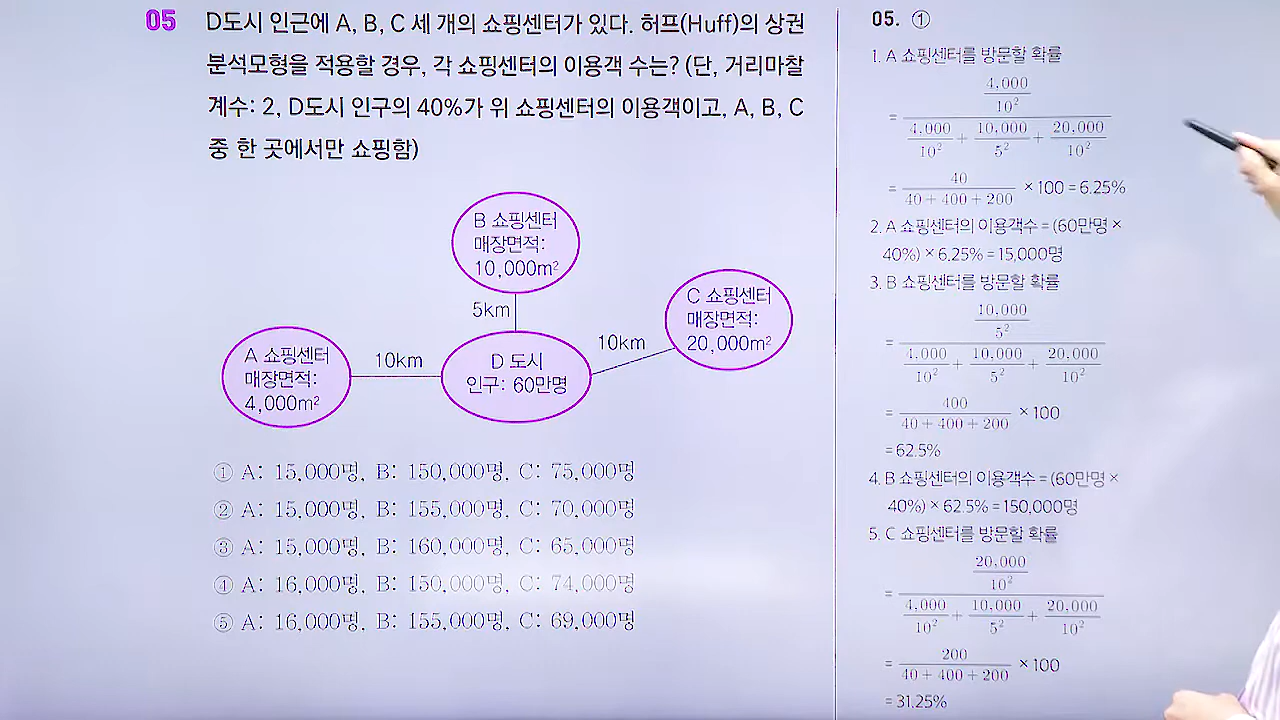 05 D도시 인근에 A, B, C 세 개의 쇼핑센터가 있다. 허프(Huff)의 상권
분석모형을 적용할 경우, 각 쇼핑센터의 이용객 수는? (단, 거리마찰
계수: 2, D도시 인구의 40%가 위 쇼핑센터의 이용객이고, A, B, C
중 한 곳에서만 쇼핑함)
B 쇼핑센터
매장면적:
10,000m²
5km
C 쇼핑센터
매장면적:
20,000m²
10km
A 쇼핑센터
매장면적:
4,000m²
10km
D 도시
인구: 60만명
① A: 15,000명, B: 150,000명, C: 75,000명
② A: 15,000명, B: 155,000명, C: 70,000명
③ A: 15,000명, B: 160,000명, C: 65,000명
④ A: 16,000명, B: 150,000명, C: 74,000명
⑤ A: 16,000명, B: 155,000명, C: 69,000명
05. ①
1. A 쇼핑센터를 방문할 확률
4,000
10²
=
4,000 + 10,000 + 20,000
10² 5² 10²
40
= ×100 = 6.25%
40+400+200
2. A 쇼핑센터의 이용객수 = (60만명 ×
40%) × 6.25% = 15,000명
3. B 쇼핑센터를 방문할 확률
10,000
5²
=
4,000 + 10,000 + 20,000
10² 5² 10²
400
= ×100
40+400+200
= 62.5%
4. B 쇼핑센터의 이용객수 = (60만명 ×
40%) × 62.5% = 150,000명
5. C 쇼핑센터를 방문할 확률
20,000
10²
=
4,000 + 10,000 + 20,000
10² 5² 10²
200
= ×100
40+400+200
= 31.25%